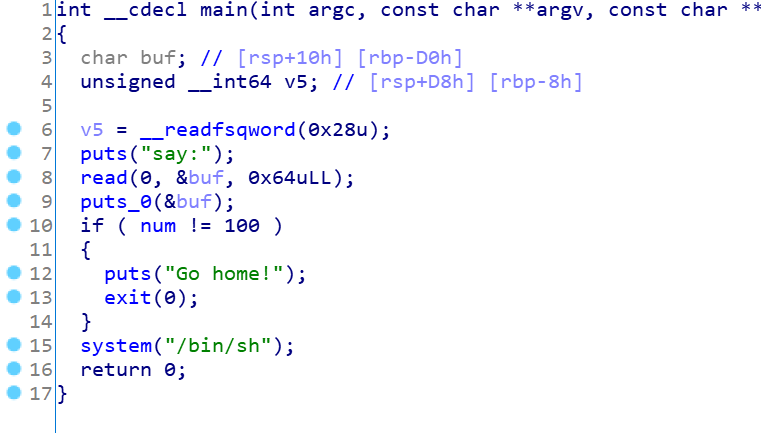 1 int __cdecl main(int argc, const char **argv, const char **
2 {
3   char buf; // [rsp+10h] [rbp-D0h]
4   unsigned __int64 v5; // [rsp+D8h] [rbp-8h]
5
6   v5 = __readfsqword(0x28u);
7   puts("say:");
8   read(0, &buf, 0x64uLL);
9   puts_0(&buf);
10   if ( num != 100 )
11   {
12     puts("Go home!");
13     exit(0);
14   }
15   system("/bin/sh");
16   return 0;
17 }